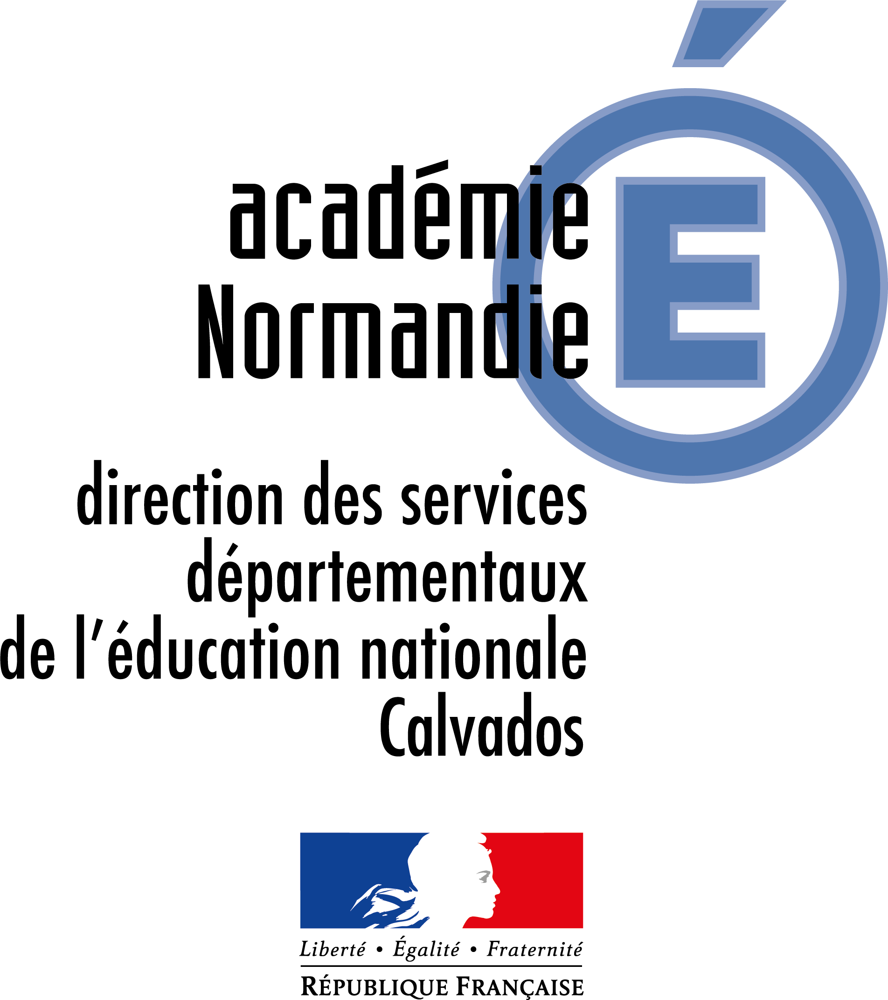 É
académie
Normandie
direction des services
départementaux
de l'éducation nationale
Calvados
Liberté • Égalité • Fraternité
RÉPUBLIQUE FRANÇAISE